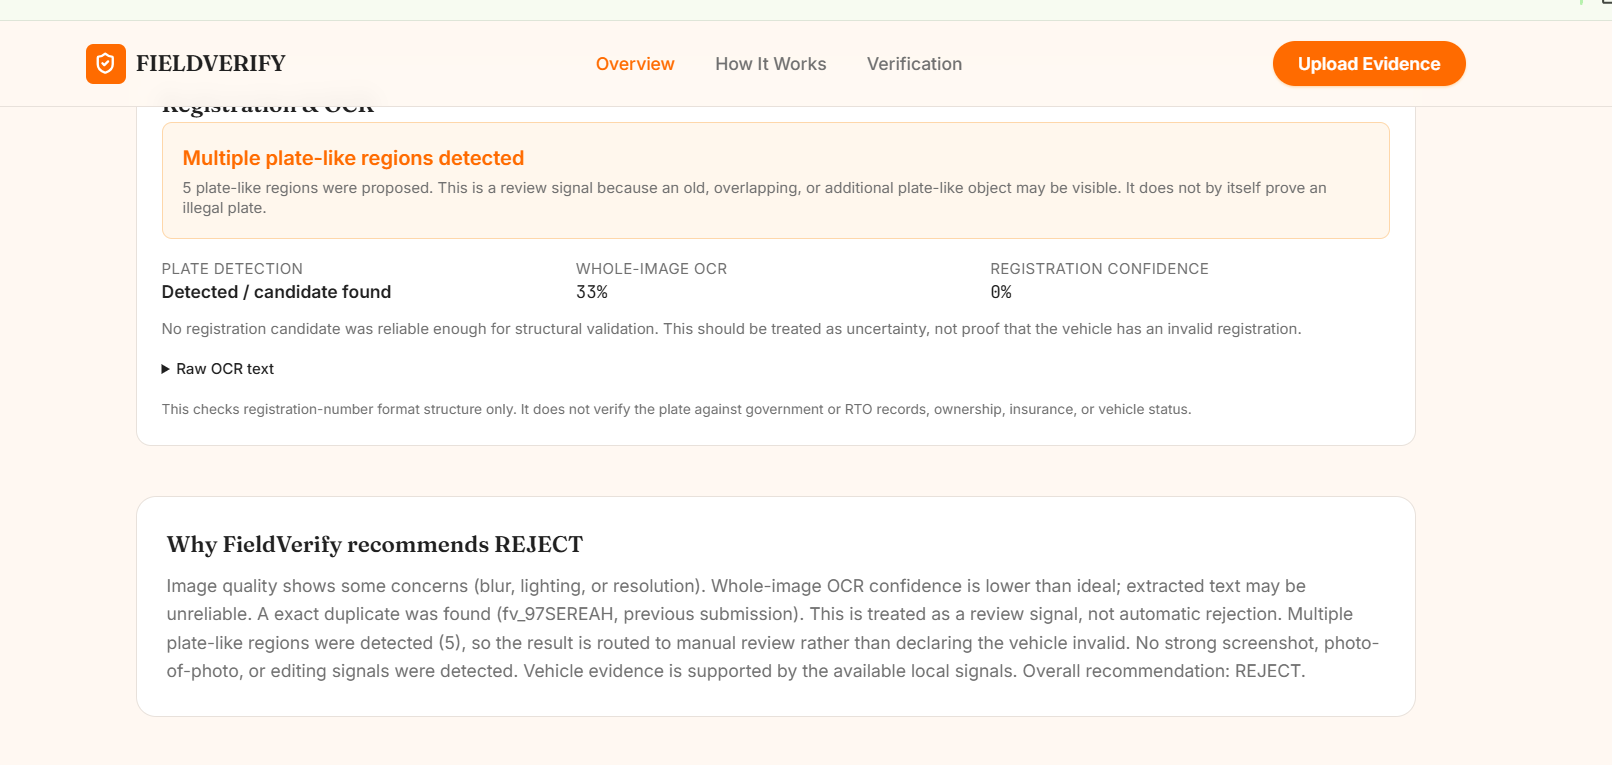 FIELDVERIFY
Overview
How It Works
Verification
Upload Evidence
Registration & OCR
Multiple plate-like regions detected
5 plate-like regions were proposed. This is a review signal because an old, overlapping, or additional plate-like object may be visible. It does not by itself prove an
illegal plate.
PLATE DETECTION
Detected / candidate found
WHOLE-IMAGE OCR
33%
REGISTRATION CONFIDENCE
0%
No registration candidate was reliable enough for structural validation. This should be treated as uncertainty, not proof that the vehicle has an invalid registration.
Raw OCR text
This checks registration-number format structure only. It does not verify the plate against government or RTO records, ownership, insurance, or vehicle status.
Why FieldVerify recommends REJECT
Image quality shows some concerns (blur, lighting, or resolution). Whole-image OCR confidence is lower than ideal; extracted text may be
unreliable. A exact duplicate was found (fv_97SEREAH, previous submission). This is treated as a review signal, not automatic rejection. Multiple
plate-like regions were detected (5), so the result is routed to manual review rather than declaring the vehicle invalid. No strong screenshot, photo-
of-photo, or editing signals were detected. Vehicle evidence is supported by the available local signals. Overall recommendation: REJECT.